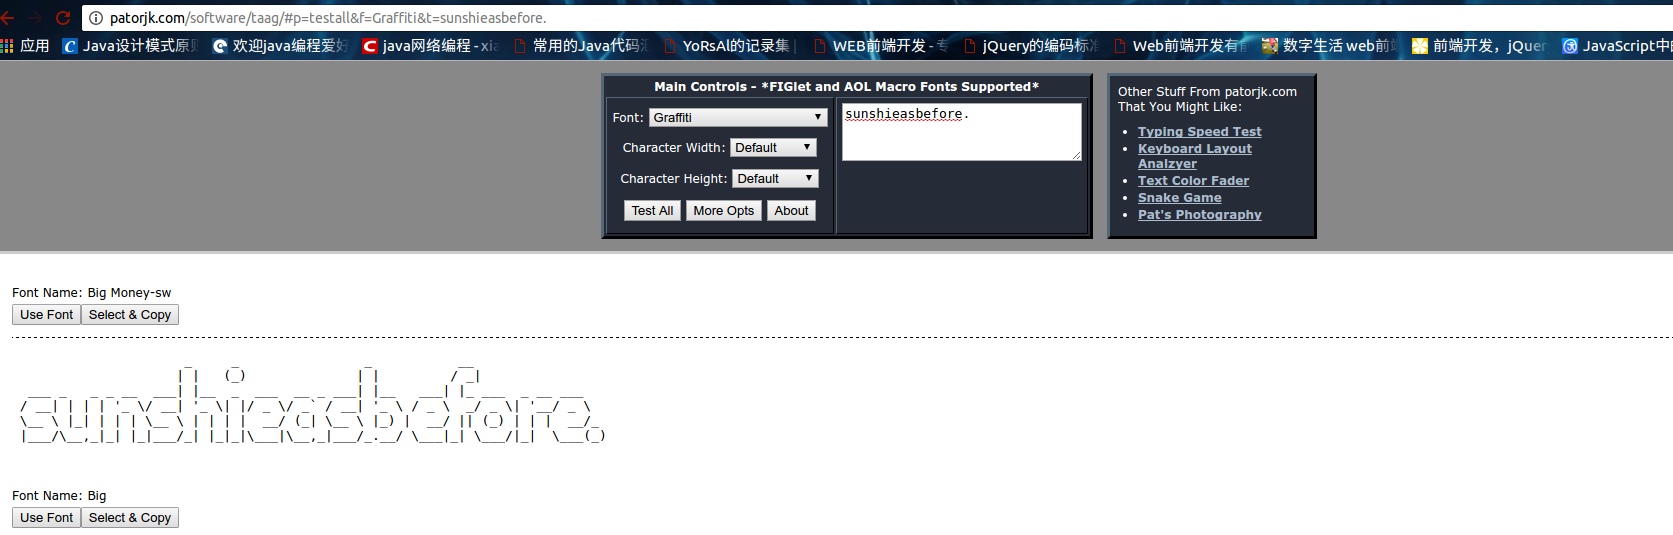 patorjk.com/software/taag/#p=testall&f=Graffiti&t=sunshieasbefore.
应用 Java设计模式原 欢迎java编程爱好 java网络编程 - xia 常用的Java代码 YoRsAl的记录集 | WEB前端开发 - 专 jQuery的编码标准 Web前端开发有 数字生活 web前端 前端开发，jQuer JavaScript中
Main Controls - *FIGlet and AOL Macro Fonts Supported*
Font: Graffiti
Character Width: Default
Character Height: Default
Test All More Opts About
sunshieasbefore.
Other Stuff From patorjk.com
That You Might Like:
Typing Speed Test
Keyboard Layout
Analzyer
Text Color Fader
Snake Game
Pat's Photography
Font Name: Big Money-sw
Use Font Select & Copy
sunshieasbefore.
Font Name: Big
Use Font Select & Copy